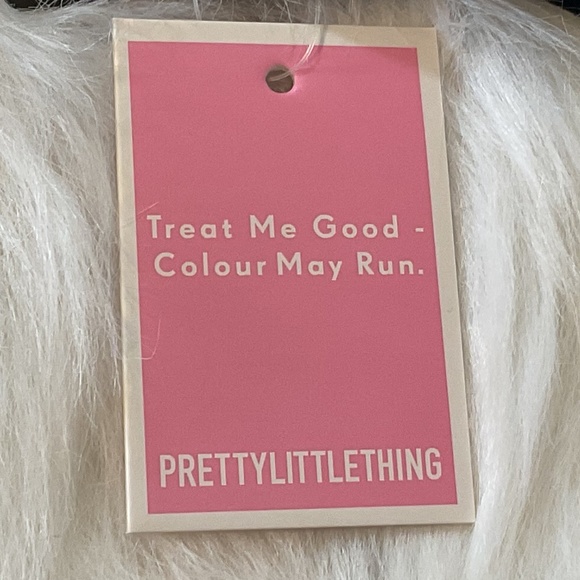 Treat Me Good -
Colour May Run.
PRETTYLITTLETHING